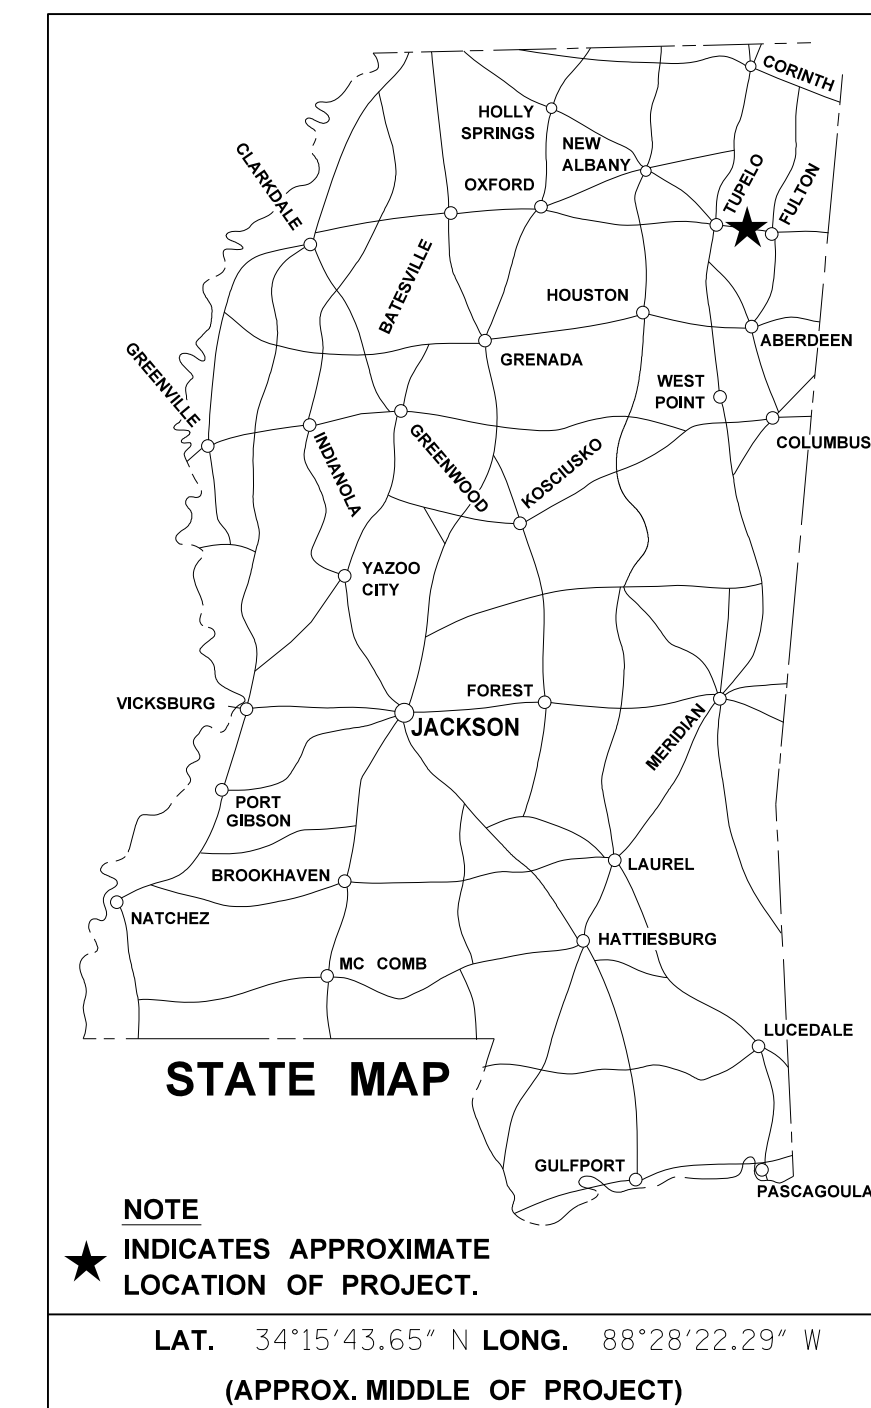 CORINTH
HOLLY
SPRINGS
NEW
ALBANY
TUPELO
FULTON
CLARKDALE
OXFORD
BATESVILLE
HOUSTON
ABERDEEN
GREENVILLE
GRENADA
WEST
POINT
COLUMBUS
INDIANOLA
GREENWOOD
KOSCIUSKO
YAZOO
CITY
VICKSBURG
FOREST
JACKSON
MERIDIAN
PORT
GIBSON
BROOKHAVEN
LAUREL
NATCHEZ
HATTIESBURG
MC COMB
LUCEDALE
STATE MAP
GULFPORT
PASCAGOULA
NOTE
INDICATES APPROXIMATE
LOCATION OF PROJECT.
LAT. 34°15'43.65" N LONG. 88°28'22.29" W
(APPROX. MIDDLE OF PROJECT)